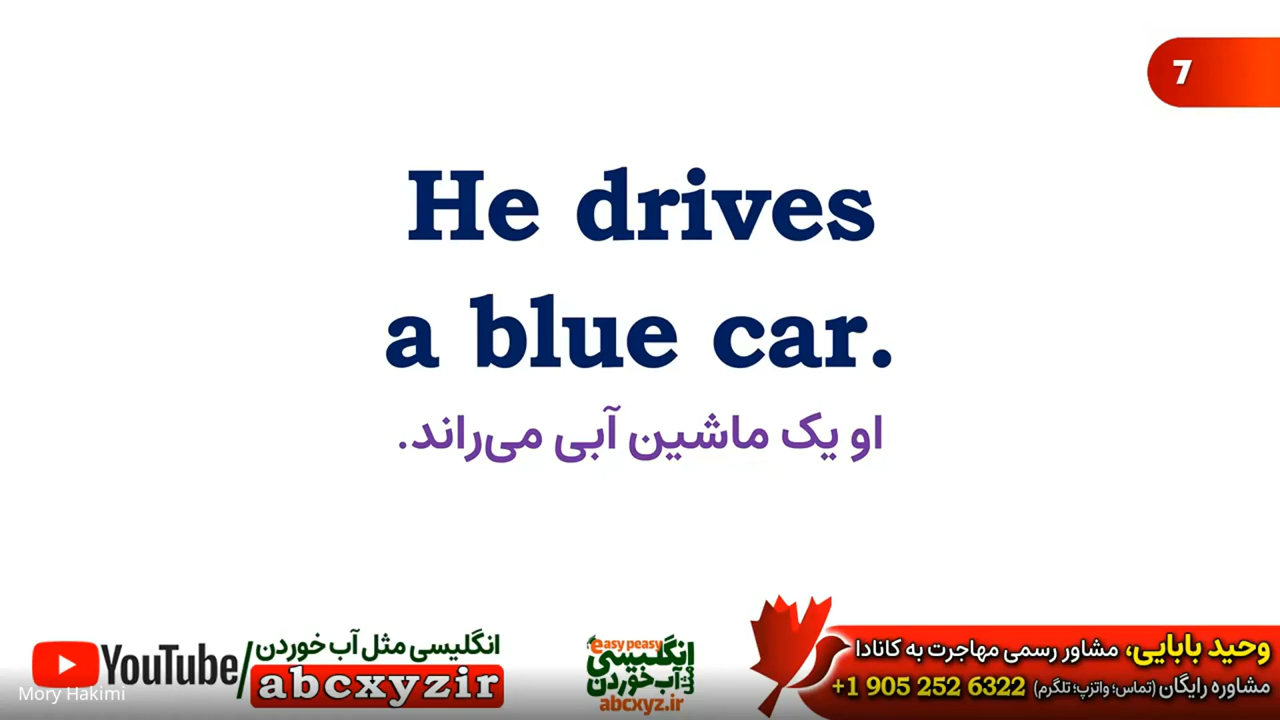 7
He drives
a blue car.
او یک ماشین آبی می‌راند.
YouTube/
انگلیسی مثل آب خوردن
abcxyzir
Mory Hakimi
easy peasy
انگلیسی
مثل آب خوردن
abcxyz.ir
وحید بابایی، مشاور رسمی مهاجرت به کانادا
مشاوره رایگان (تماس؛ واتزپ؛ تلگرم) +1 905 252 6322